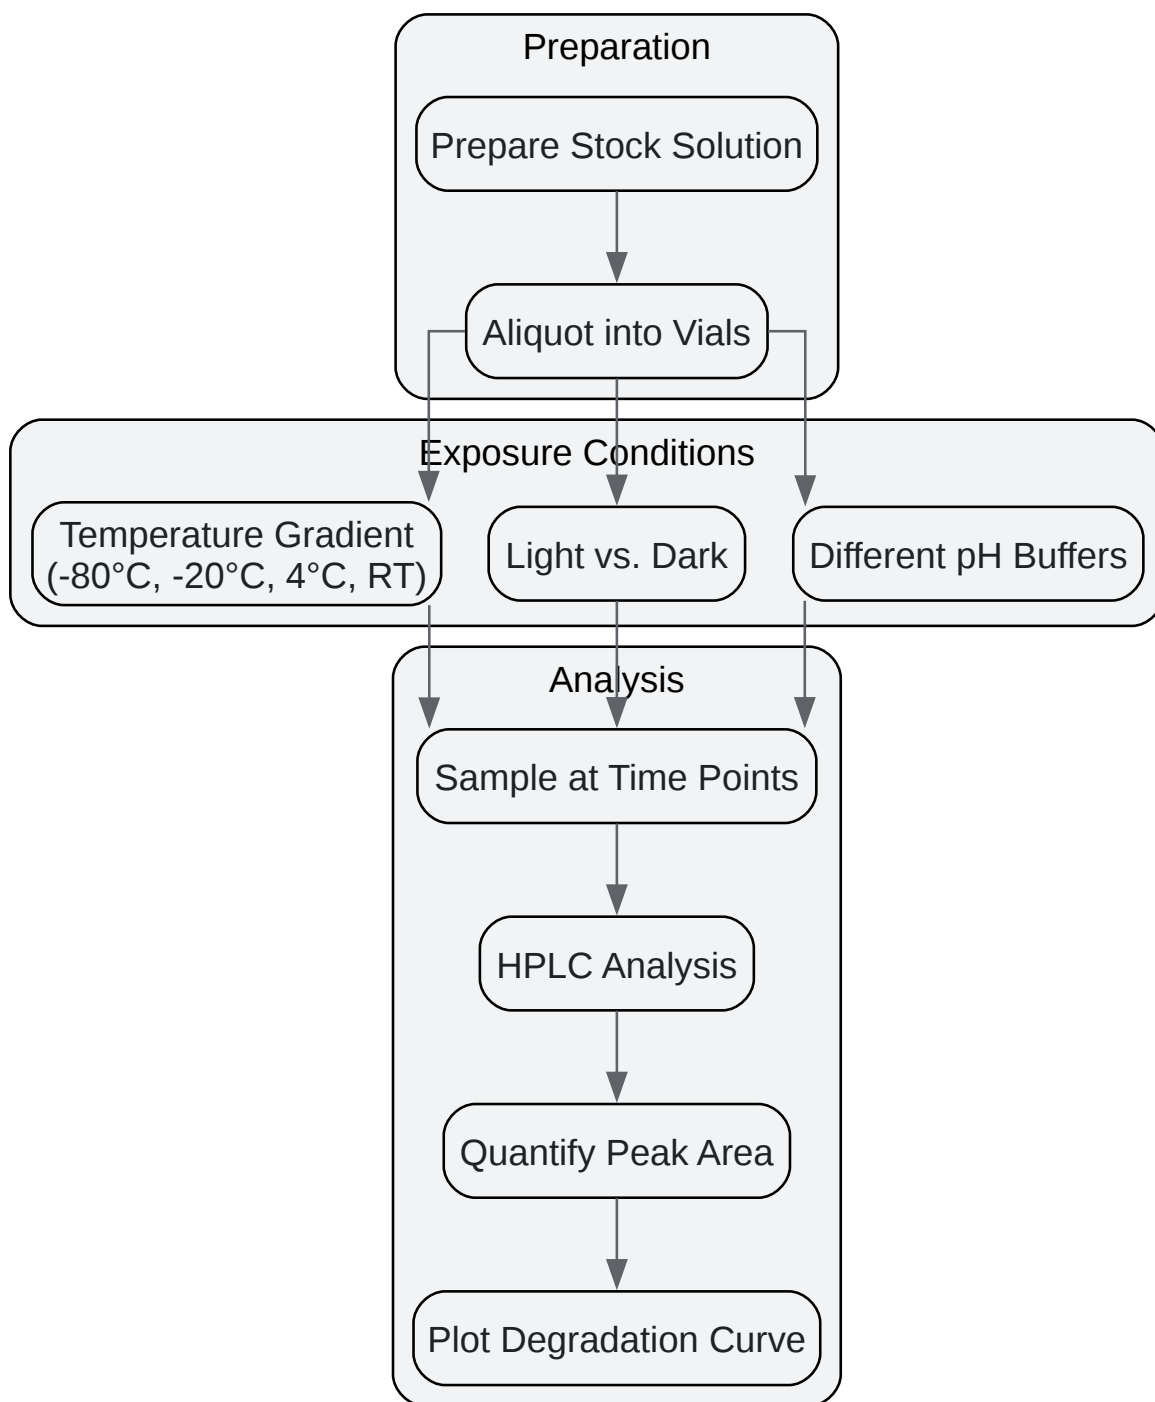 Preparation
Prepare Stock Solution
Aliquot into Vials
Exposure Conditions
Temperature Gradient
(-80°C, -20°C, 4°C, RT)
Light vs. Dark
Different pH Buffers
Analysis
Sample at Time Points
HPLC Analysis
Quantify Peak Area
Plot Degradation Curve